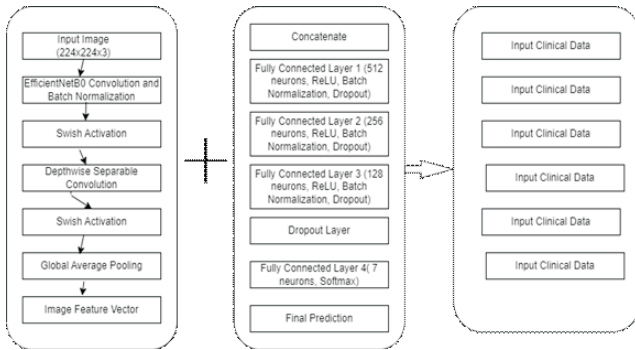 Input Image
(224x224x3)
EfficientNetB0 Convolution and
Batch Normalization
Swish Activation
Depthwise Separable
Convolution
Swish Activation
Global Average Pooling
Image Feature Vector
Concatenate
Fully Connected Layer 1 (512
neurons, ReLU, Batch
Normalization, Dropout)
Fully Connected Layer 2 (256
neurons, ReLU, Batch
Normalization, Dropout)
Fully Connected Layer 3 (128
neurons, ReLU, Batch
Normalization, Dropout)
Dropout Layer
Fully Connected Layer 4( 7
neurons, Softmax)
Final Prediction
Input Clinical Data
Input Clinical Data
Input Clinical Data
Input Clinical Data
Input Clinical Data
Input Clinical Data